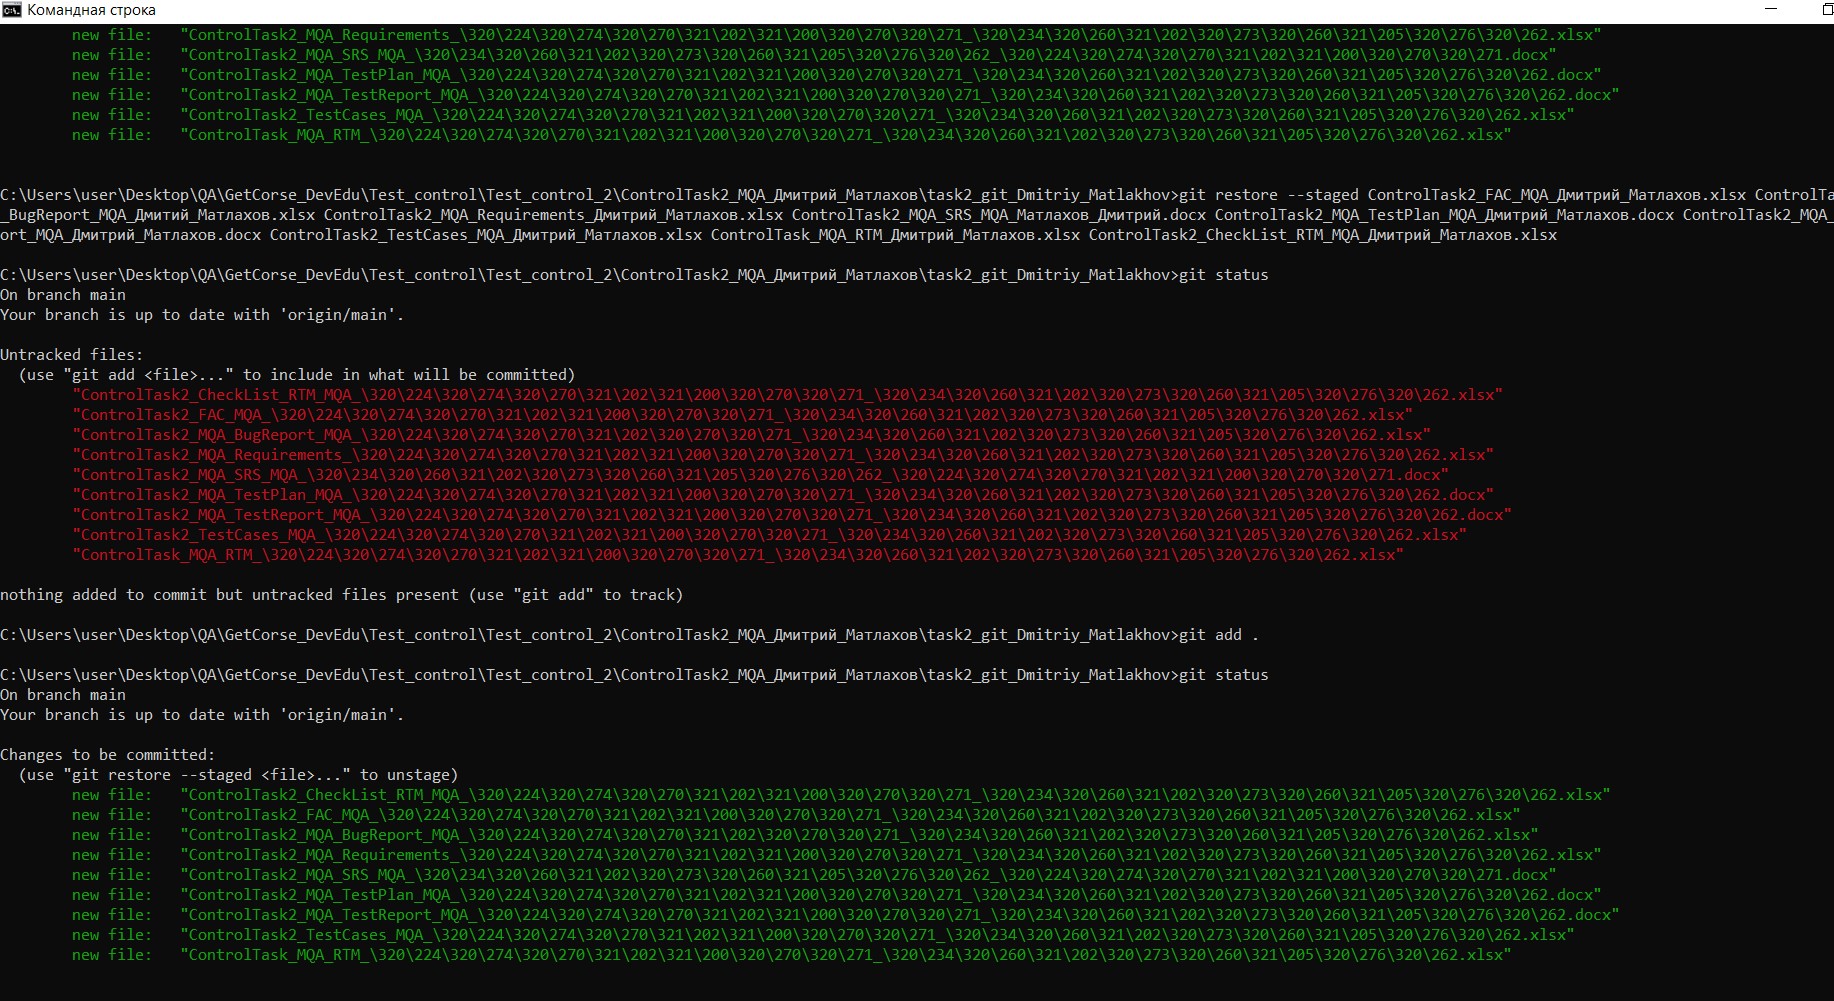 Командная строка
new file:   "ControlTask2_MQA_Requirements_\320\224\320\274\320\270\321\202\321\200\320\270\320\271_\320\234\320\260\321\202\320\273\320\260\321\205\320\276\320\262.xlsx"
new file:   "ControlTask2_MQA_SRS_MQA_\320\234\320\260\321\202\320\273\320\260\321\205\320\276\320\262_\320\224\320\274\320\270\321\202\321\200\320\270\320\271.docx"
new file:   "ControlTask2_MQA_TestPlan_MQA_\320\224\320\274\320\270\321\202\321\200\320\270\320\271_\320\234\320\260\321\202\320\273\320\260\321\205\320\276\320\262.docx"
new file:   "ControlTask2_MQA_TestReport_MQA_\320\224\320\274\320\270\321\202\321\200\320\270\320\271_\320\234\320\260\321\202\320\273\320\260\321\205\320\276\320\262.docx"
new file:   "ControlTask2_TestCases_MQA_\320\224\320\274\320\270\321\202\321\200\320\270\320\271_\320\234\320\260\321\202\320\273\320\260\321\205\320\276\320\262.xlsx"
new file:   "ControlTask_MQA_RTM_\320\224\320\274\320\270\321\202\321\200\320\270\320\271_\320\234\320\260\321\202\320\273\320\260\321\205\320\276\320\262.xlsx"
C:\Users\user\Desktop\QA\GetCorse_DevEdu\Test_control\Test_control_2\ControlTask2_MQA_Дмитрий_Матлахов\task2_git_Dmitriy_Matlakhov>git restore --staged ControlTask2_FAC_MQA_Дмитрий_Матлахов.xlsx ControlTa
_BugReport_MQA_Дмитий_Матлахов.xlsx ControlTask2_MQA_Requirements_Дмитрий_Матлахов.xlsx ControlTask2_MQA_SRS_MQA_Матлахов_Дмитрий.docx ControlTask2_MQA_TestPlan_MQA_Дмитрий_Матлахов.docx ControlTask2_MQA_
ort_MQA_Дмитрий_Матлахов.docx ControlTask2_TestCases_MQA_Дмитрий_Матлахов.xlsx ControlTask_MQA_RTM_Дмитрий_Матлахов.xlsx ControlTask2_CheckList_RTM_MQA_Дмитрий_Матлахов.xlsx
C:\Users\user\Desktop\QA\GetCorse_DevEdu\Test_control\Test_control_2\ControlTask2_MQA_Дмитрий_Матлахов\task2_git_Dmitriy_Matlakhov>git status
On branch main
Your branch is up to date with 'origin/main'.
Untracked files:
(use "git add <file>..." to include in what will be committed)
"ControlTask2_CheckList_RTM_MQA_\320\224\320\274\320\270\321\202\321\200\320\270\320\271_\320\234\320\260\321\202\320\273\320\260\321\205\320\276\320\262.xlsx"
"ControlTask2_FAC_MQA_\320\224\320\274\320\270\321\202\321\200\320\270\320\271_\320\234\320\260\321\202\320\273\320\260\321\205\320\276\320\262.xlsx"
"ControlTask2_MQA_BugReport_MQA_\320\224\320\274\320\270\321\202\320\270\320\271_\320\234\320\260\321\202\320\273\320\260\321\205\320\276\320\262.xlsx"
"ControlTask2_MQA_Requirements_\320\224\320\274\320\270\321\202\321\200\320\270\320\271_\320\234\320\260\321\202\320\273\320\260\321\205\320\276\320\262.xlsx"
"ControlTask2_MQA_SRS_MQA_\320\234\320\260\321\202\320\273\320\260\321\205\320\276\320\262_\320\224\320\274\320\270\321\202\321\200\320\270\320\271.docx"
"ControlTask2_MQA_TestPlan_MQA_\320\224\320\274\320\270\321\202\321\200\320\270\320\271_\320\234\320\260\321\202\320\273\320\260\321\205\320\276\320\262.docx"
"ControlTask2_MQA_TestReport_MQA_\320\224\320\274\320\270\321\202\321\200\320\270\320\271_\320\234\320\260\321\202\320\273\320\260\321\205\320\276\320\262.docx"
"ControlTask2_TestCases_MQA_\320\224\320\274\320\270\321\202\321\200\320\270\320\271_\320\234\320\260\321\202\320\273\320\260\321\205\320\276\320\262.xlsx"
"ControlTask_MQA_RTM_\320\224\320\274\320\270\321\202\321\200\320\270\320\271_\320\234\320\260\321\202\320\273\320\260\321\205\320\276\320\262.xlsx"
nothing added to commit but untracked files present (use "git add" to track)
C:\Users\user\Desktop\QA\GetCorse_DevEdu\Test_control\Test_control_2\ControlTask2_MQA_Дмитрий_Матлахов\task2_git_Dmitriy_Matlakhov>git add .
C:\Users\user\Desktop\QA\GetCorse_DevEdu\Test_control\Test_control_2\ControlTask2_MQA_Дмитрий_Матлахов\task2_git_Dmitriy_Matlakhov>git status
On branch main
Your branch is up to date with 'origin/main'.
Changes to be committed:
(use "git restore --staged <file>..." to unstage)
new file:   "ControlTask2_CheckList_RTM_MQA_\320\224\320\274\320\270\321\202\321\200\320\270\320\271_\320\234\320\260\321\202\320\273\320\260\321\205\320\276\320\262.xlsx"
new file:   "ControlTask2_FAC_MQA_\320\224\320\274\320\270\321\202\321\200\320\270\320\271_\320\234\320\260\321\202\320\273\320\260\321\205\320\276\320\262.xlsx"
new file:   "ControlTask2_MQA_BugReport_MQA_\320\224\320\274\320\270\321\202\320\270\320\271_\320\234\320\260\321\202\320\273\320\260\321\205\320\276\320\262.xlsx"
new file:   "ControlTask2_MQA_Requirements_\320\224\320\274\320\270\321\202\321\200\320\270\320\271_\320\234\320\260\321\202\320\273\320\260\321\205\320\276\320\262.xlsx"
new file:   "ControlTask2_MQA_SRS_MQA_\320\234\320\260\321\202\320\273\320\260\321\205\320\276\320\262_\320\224\320\274\320\270\321\202\321\200\320\270\320\271.docx"
new file:   "ControlTask2_MQA_TestPlan_MQA_\320\224\320\274\320\270\321\202\321\200\320\270\320\271_\320\234\320\260\321\202\320\273\320\260\321\205\320\276\320\262.docx"
new file:   "ControlTask2_MQA_TestReport_MQA_\320\224\320\274\320\270\321\202\321\200\320\270\320\271_\320\234\320\260\321\202\320\273\320\260\321\205\320\276\320\262.docx"
new file:   "ControlTask2_TestCases_MQA_\320\224\320\274\320\270\321\202\321\200\320\270\320\271_\320\234\320\260\321\202\320\273\320\260\321\205\320\276\320\262.xlsx"
new file:   "ControlTask_MQA_RTM_\320\224\320\274\320\270\321\202\321\200\320\270\320\271_\320\234\320\260\321\202\320\273\320\260\321\205\320\276\320\262.xlsx"